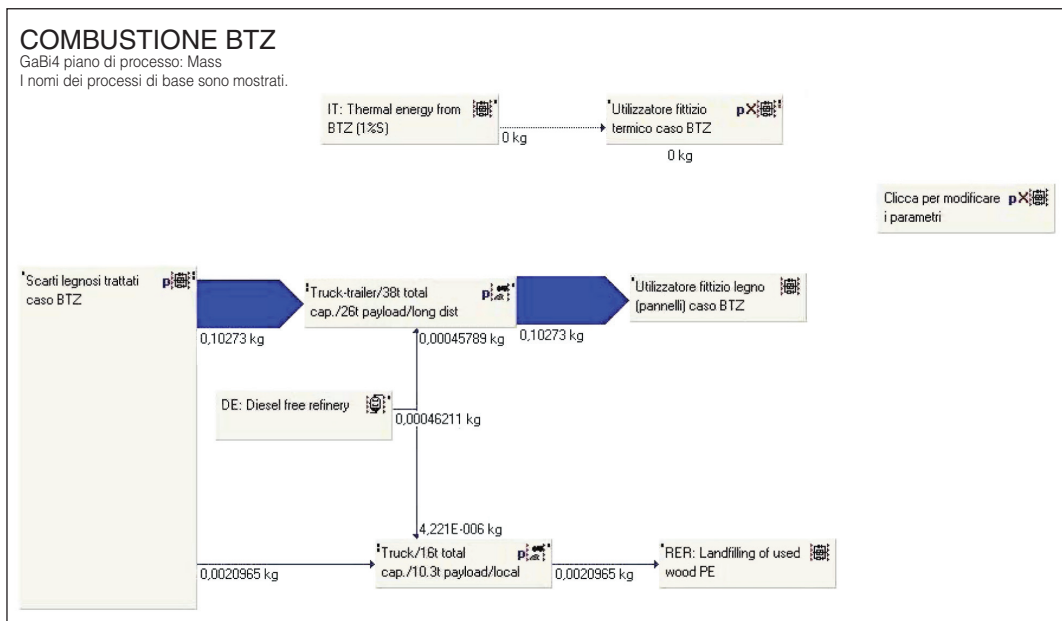 COMBUSTIONE BTZ
GaBi4 piano di processo: Mass
I nomi dei processi di base sono mostrati.
IT: Thermal energy from
BTZ (1%S)
0 kg
Utilizzatore fittizio
termico caso BTZ
pX
0 kg
Clicca per modificare
i parametri
pX
Scarti legnosi trattati
caso BTZ
p
0,10273 kg
Truck-trailer/38t total
cap./26t payload/long dist
p
0,00045789 kg
0,10273 kg
Utilizzatore fittizio legno
(pannelli) caso BTZ
DE: Diesel free refinery
0,00046211 kg
4,221E-006 kg
0,0020965 kg
Truck/16t total
cap./10.3t payload/local
p
0,0020965 kg
RER: Landfilling of used
wood PE